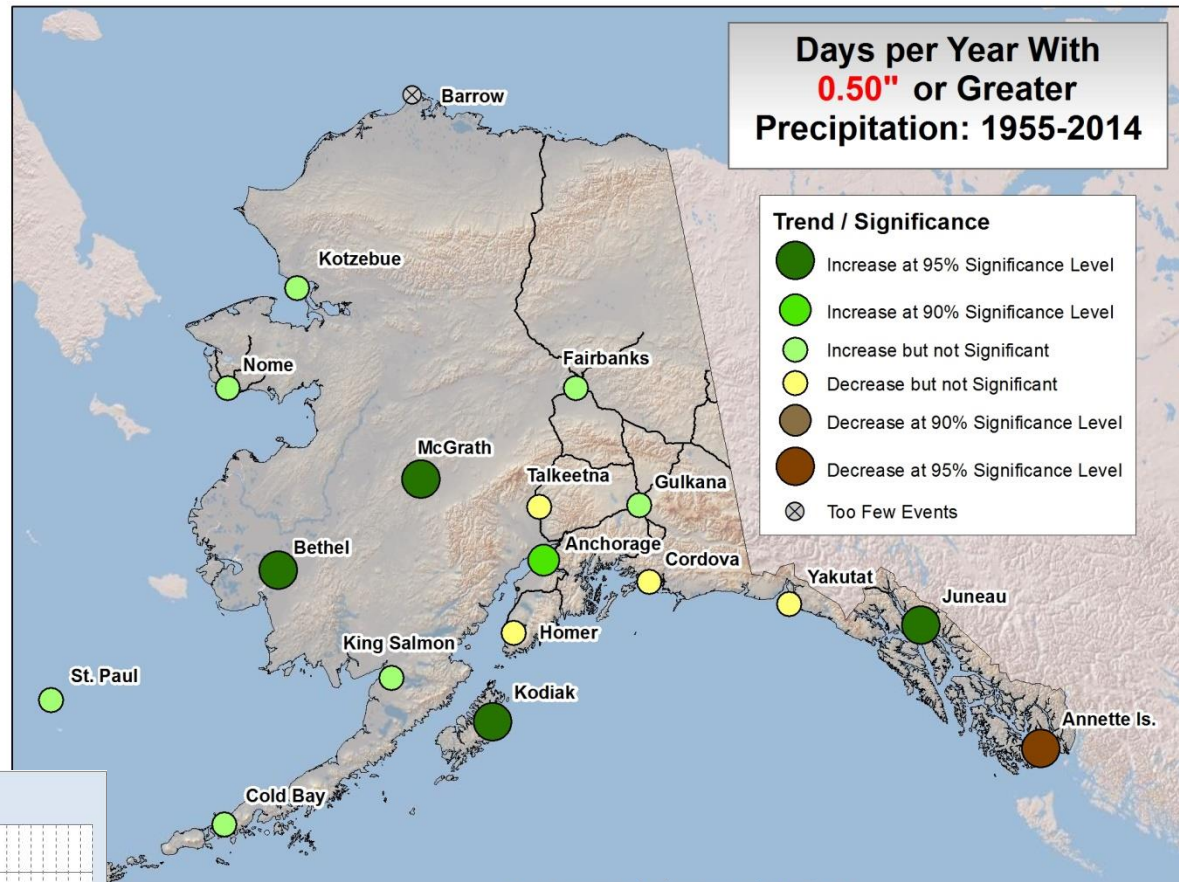 Days per Year With
0.50" or Greater
Precipitation: 1955-2014
Barrow
Trend / Significance
Increase at 95% Significance Level
Increase at 90% Significance Level
Increase but not Significant
Decrease but not Significant
Decrease at 90% Significance Level
Decrease at 95% Significance Level
Too Few Events
Kotzebue
Nome
Fairbanks
McGrath
Talkeetna
Gulkana
Bethel
Anchorage
Cordova
Yakutat
Juneau
Homer
King Salmon
St. Paul
Kodiak
Annette Is.
Cold Bay